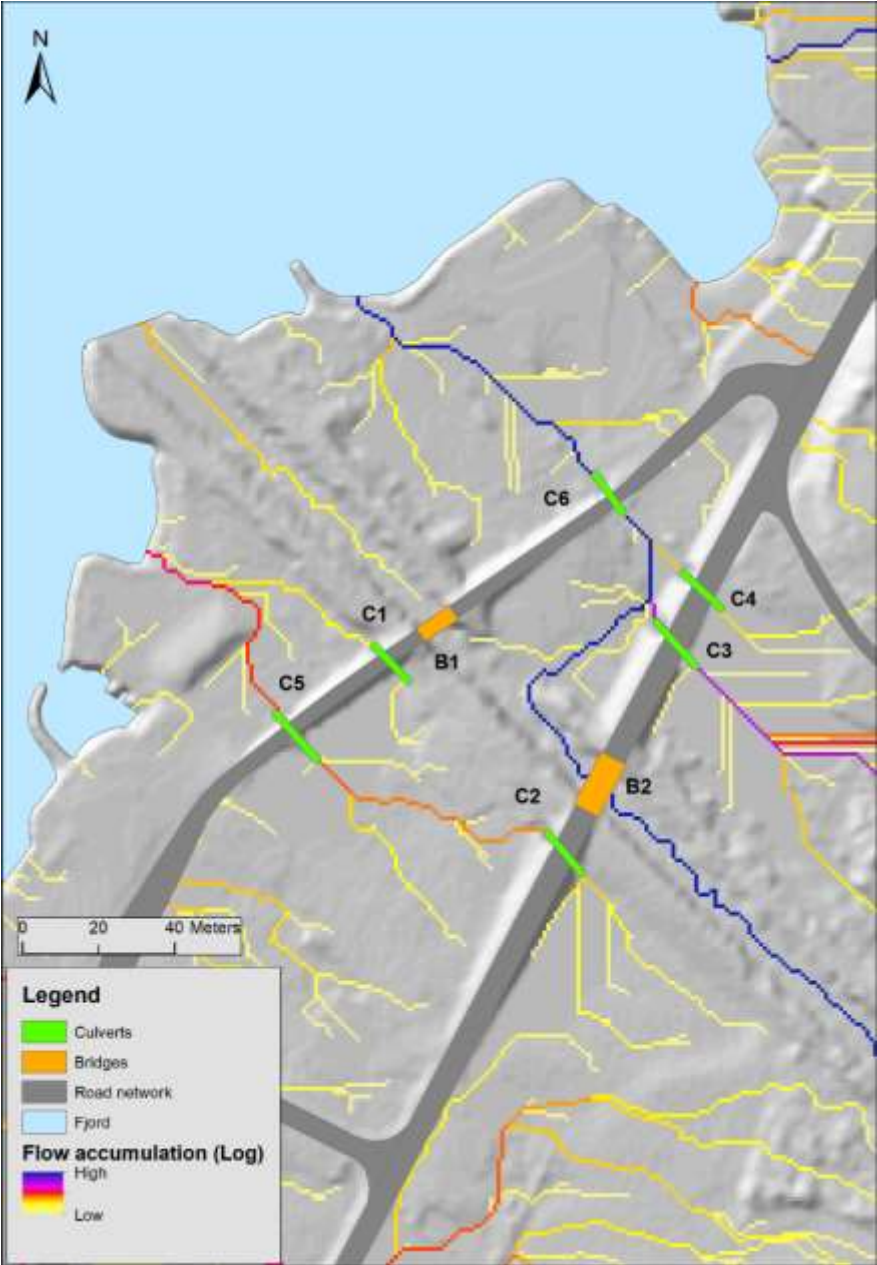 N
C6
C4
C1
C3
B1
C5
B2
C2
0 20 40 Meters
Legend
Culverts
Bridges
Road network
Fjord
Flow accumulation (Log)
High
Low